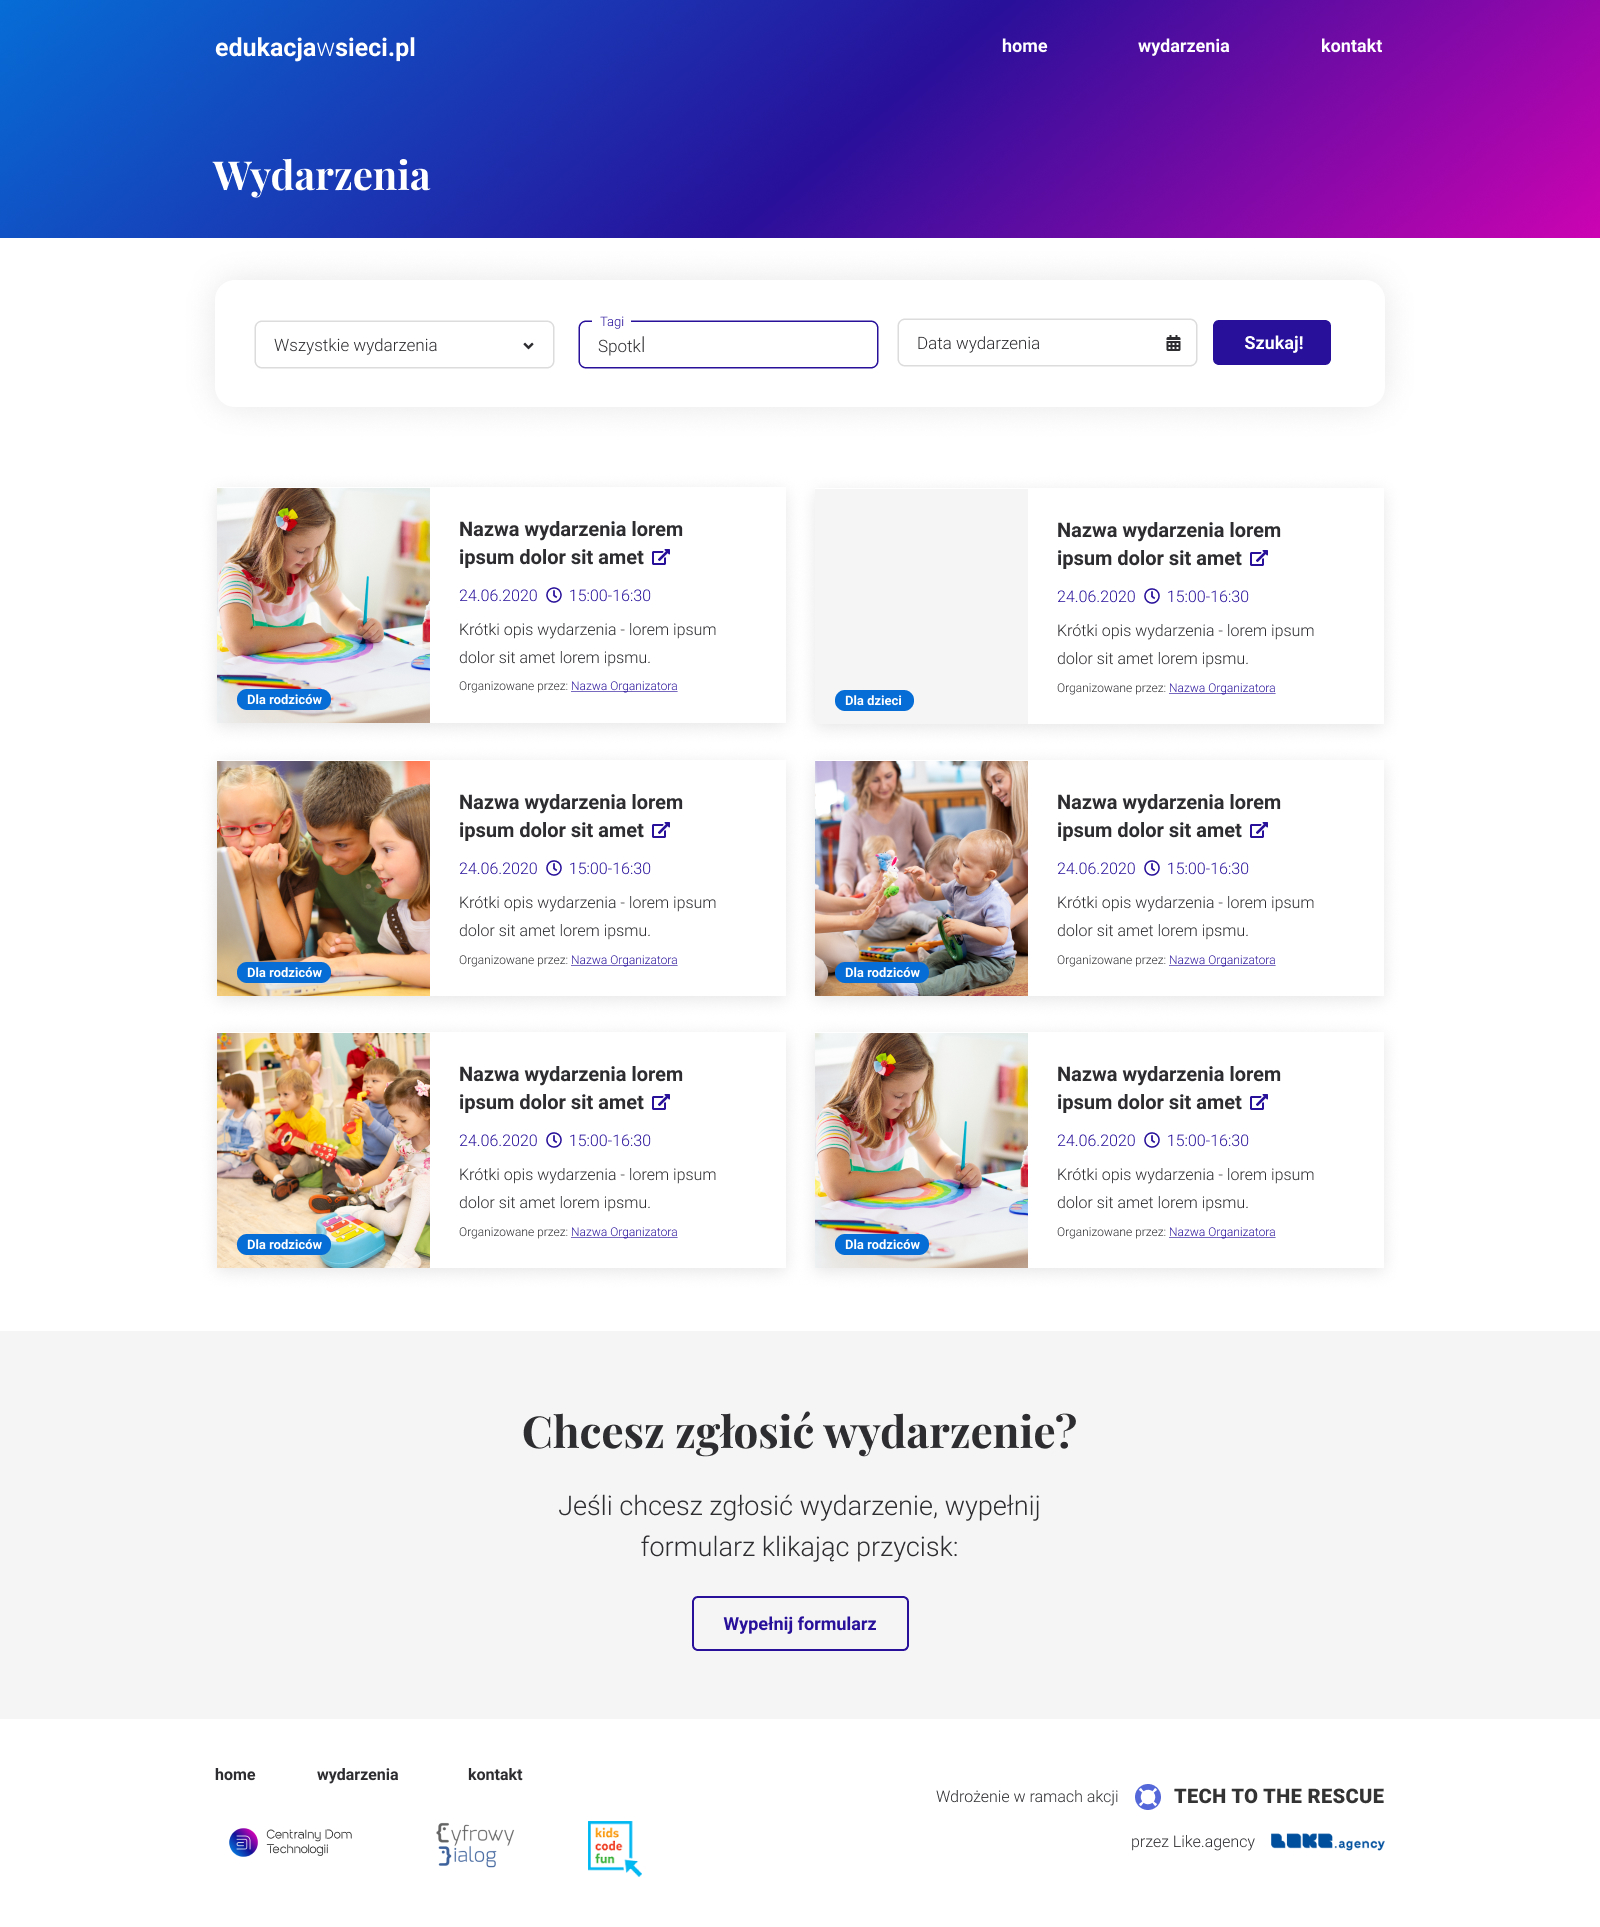 edukacjawsieci.pl
home
wydarzenia
kontakt
Wydarzenia
Wszystkie wydarzenia
Tagi
Spotkl
Data wydarzenia
Szukaj!
Dla rodziców
Nazwa wydarzenia lorem
ipsum dolor sit amet
24.06.2020 15:00-16:30
Krótki opis wydarzenia - lorem ipsum
dolor sit amet lorem ipsmu.
Organizowane przez: Nazwa Organizatora
Dla dzieci
Nazwa wydarzenia lorem
ipsum dolor sit amet
24.06.2020 15:00-16:30
Krótki opis wydarzenia - lorem ipsum
dolor sit amet lorem ipsmu.
Organizowane przez: Nazwa Organizatora
Dla rodziców
Nazwa wydarzenia lorem
ipsum dolor sit amet
24.06.2020 15:00-16:30
Krótki opis wydarzenia - lorem ipsum
dolor sit amet lorem ipsmu.
Organizowane przez: Nazwa Organizatora
Dla rodziców
Nazwa wydarzenia lorem
ipsum dolor sit amet
24.06.2020 15:00-16:30
Krótki opis wydarzenia - lorem ipsum
dolor sit amet lorem ipsmu.
Organizowane przez: Nazwa Organizatora
Dla rodziców
Nazwa wydarzenia lorem
ipsum dolor sit amet
24.06.2020 15:00-16:30
Krótki opis wydarzenia - lorem ipsum
dolor sit amet lorem ipsmu.
Organizowane przez: Nazwa Organizatora
Dla rodziców
Nazwa wydarzenia lorem
ipsum dolor sit amet
24.06.2020 15:00-16:30
Krótki opis wydarzenia - lorem ipsum
dolor sit amet lorem ipsmu.
Organizowane przez: Nazwa Organizatora
Chcesz zgłosić wydarzenie?
Jeśli chcesz zgłosić wydarzenie, wypełnij
formularz klikając przycisk:
Wypełnij formularz
home
wydarzenia
kontakt
Centralny Dom
Technologii
Cyfrowy
Dialog
kids
code
fun
Wdrożenie w ramach akcji
TECH TO THE RESCUE
przez Like.agency
LIKE.agency